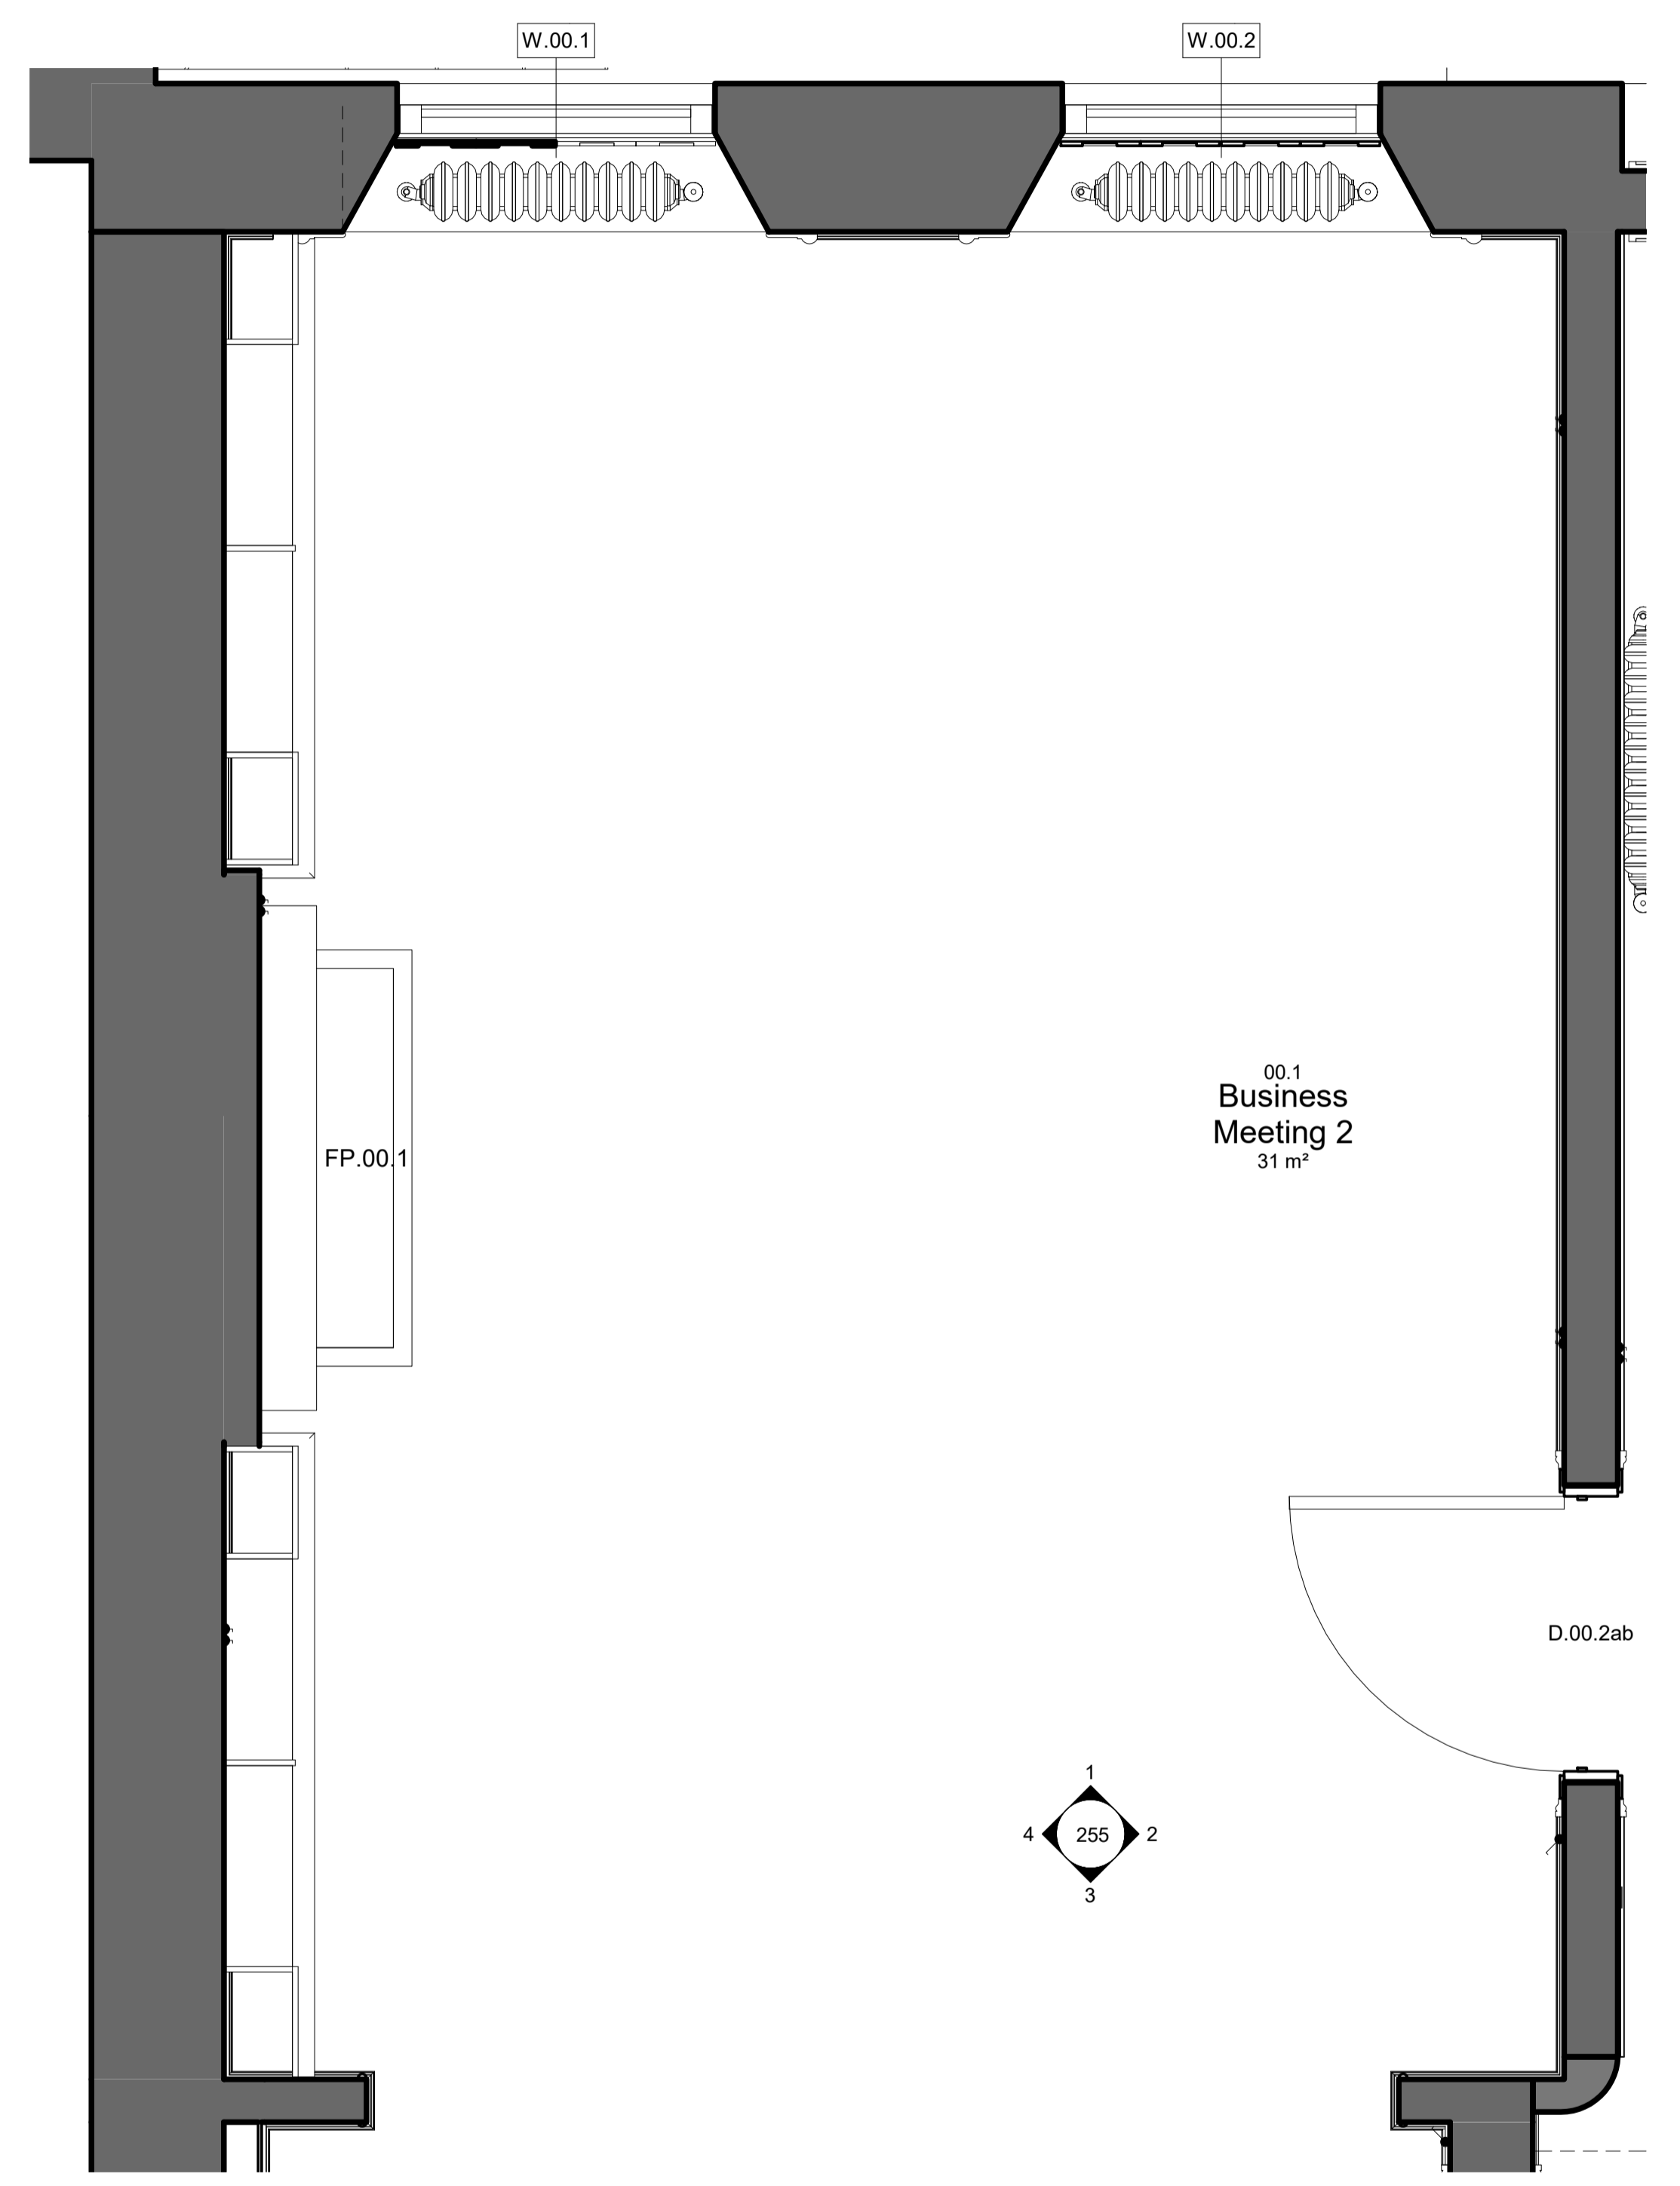 W.00.1
W.00.2
00.1
Business
Meeting 2
31 m²
FP.00.1
D.00.2ab
1
4
255
2
3